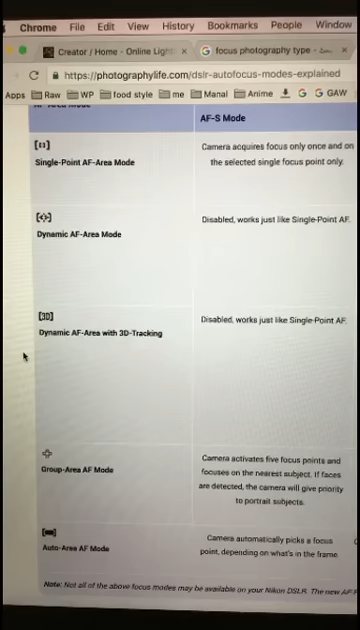 Chrome File Edit View History Bookmarks People Window
Creator / Home - Online Light
focus photography type -
https://photographylife.com/dslr-autofocus-modes-explained
Apps Raw WP food style me Manal Anime G G GAW
AF-S Mode
Camera acquires focus only once and on
the selected single focus point only.
Single-Point AF-Area Mode
Disabled, works just like Single-Point AF.
Dynamic AF-Area Mode
[3D]
Disabled, works just like Single-Point AF.
Dynamic AF-Area with 3D-Tracking
Camera activates five focus points and
Group-Area AF Mode
focuses on the nearest subject. If faces
are detected, the camera will give priority
to portrait subjects.
Camera automatically picks a focus
Auto-Area AF Mode
point, depending on what's in the frame.
Note: Not all of the above focus modes may be available on your Nikon DSLR. The new AF-P